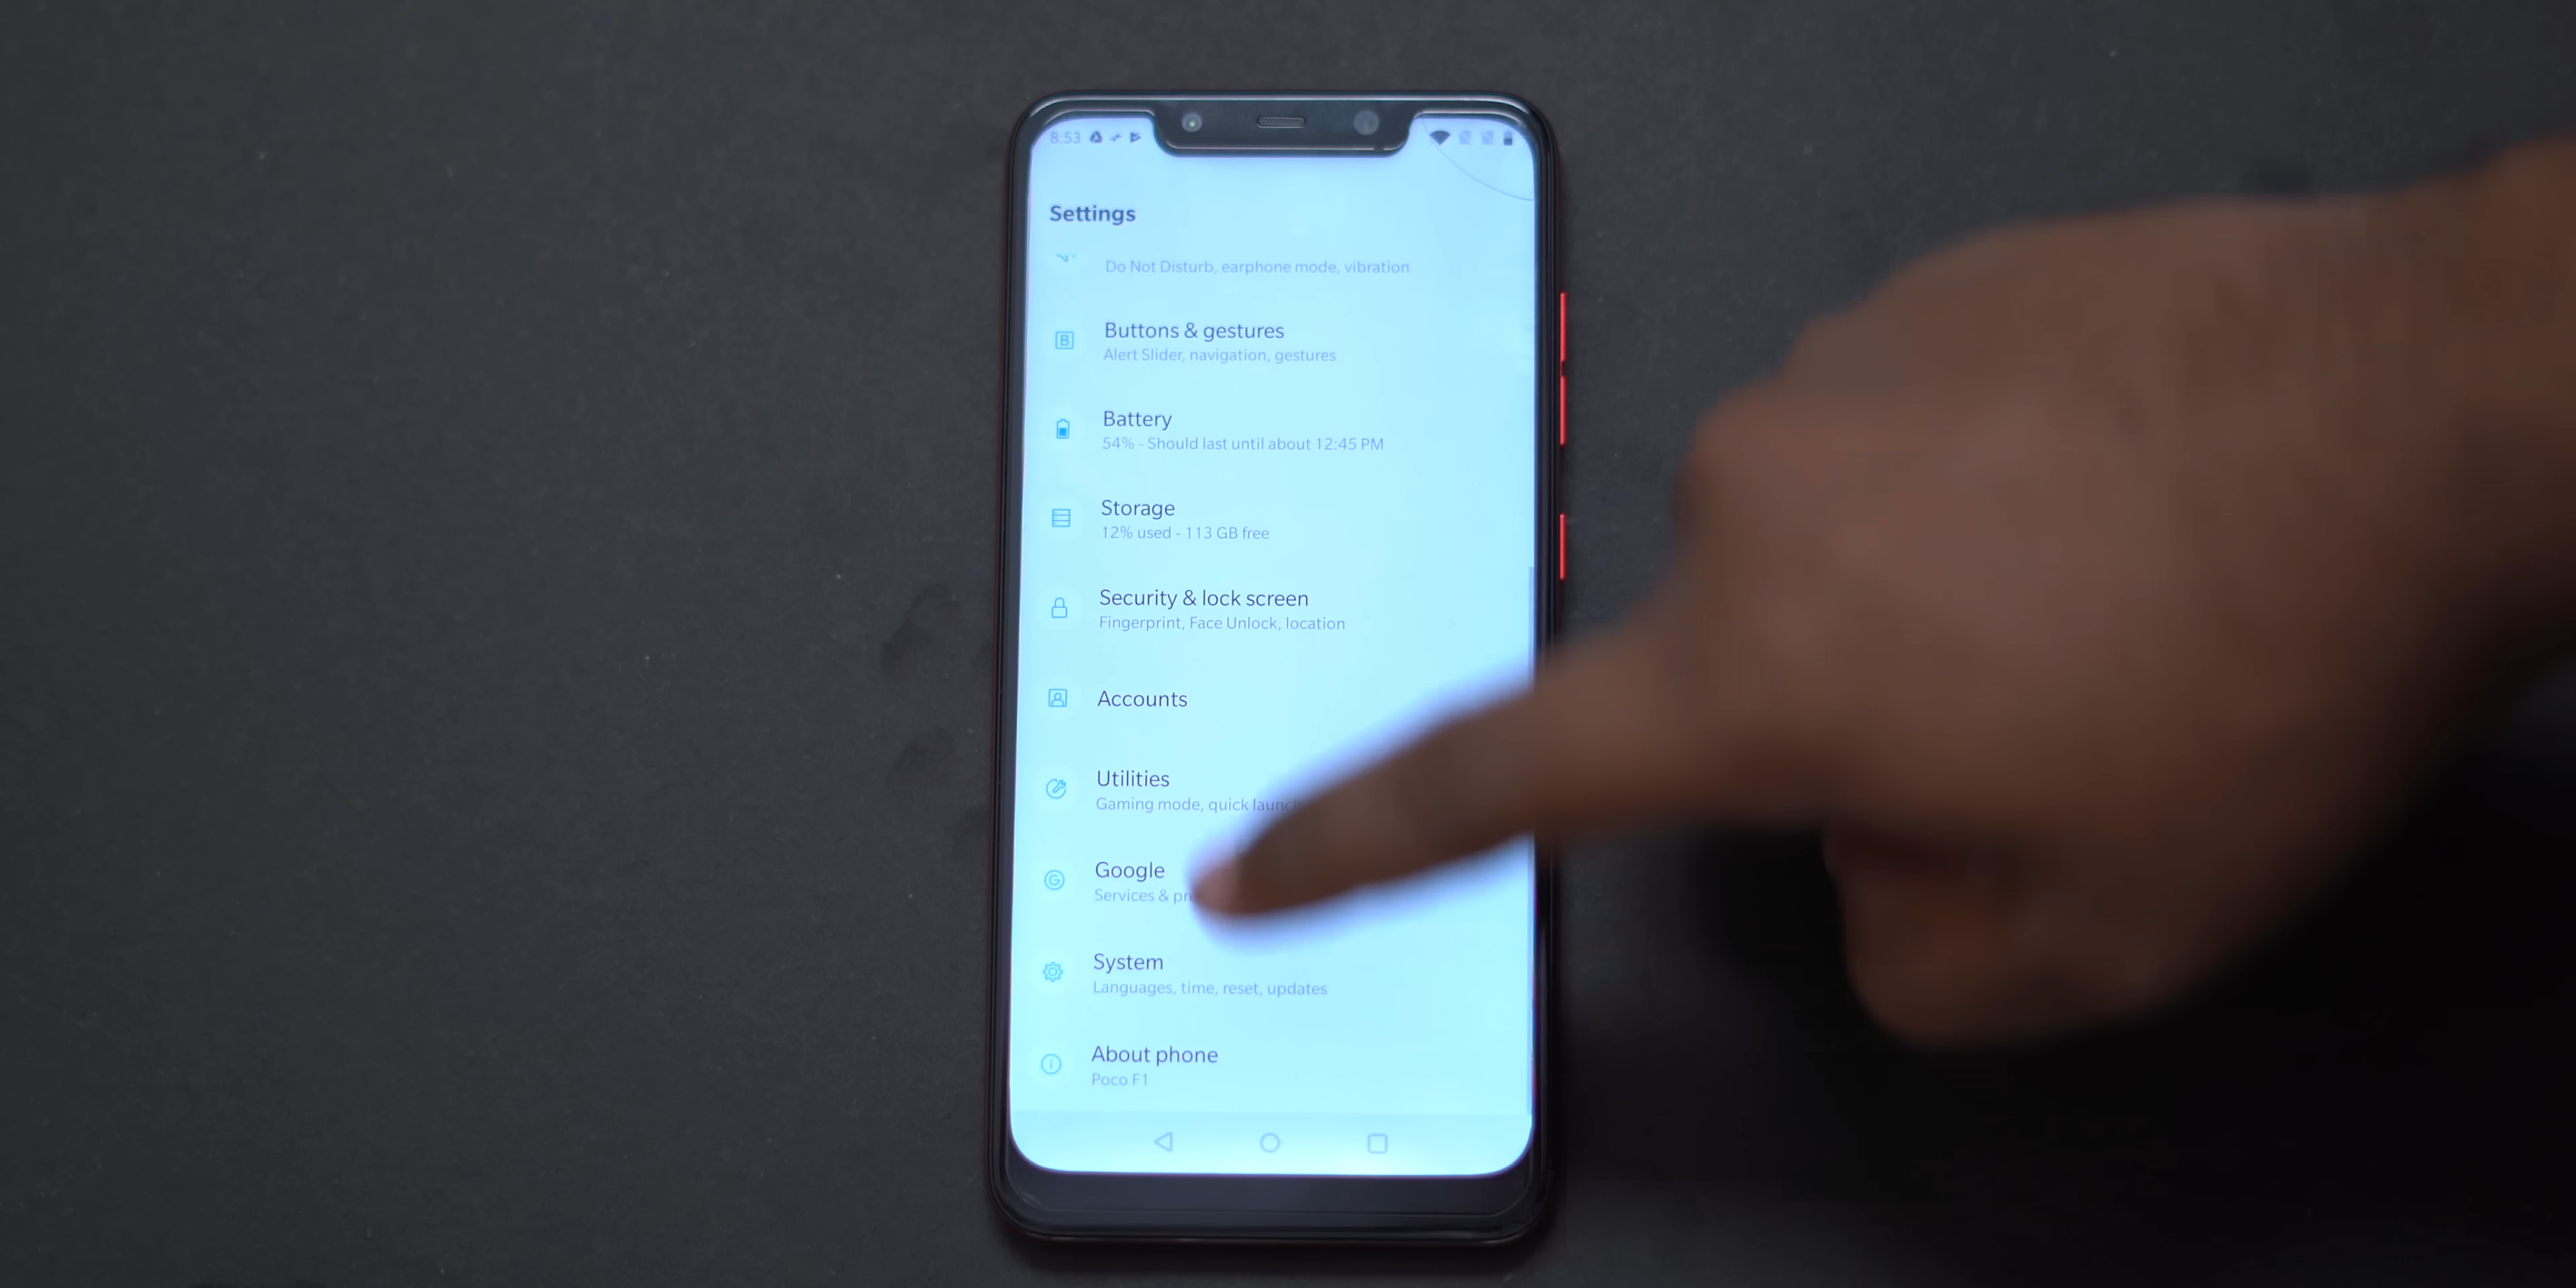 8:53
Settings
Do Not Disturb, earphone mode, vibration
B
Buttons & gestures
Alert Slider, navigation, gestures
Battery
54% - Should last until about 12:45 PM
Storage
12% used - 113 GB free
Security & lock screen
Fingerprint, Face Unlock, location
Accounts
Utilities
Gaming mode, quick
G
Google
Services &
System
Languages, time, reset, updates
About phone
Poco F1